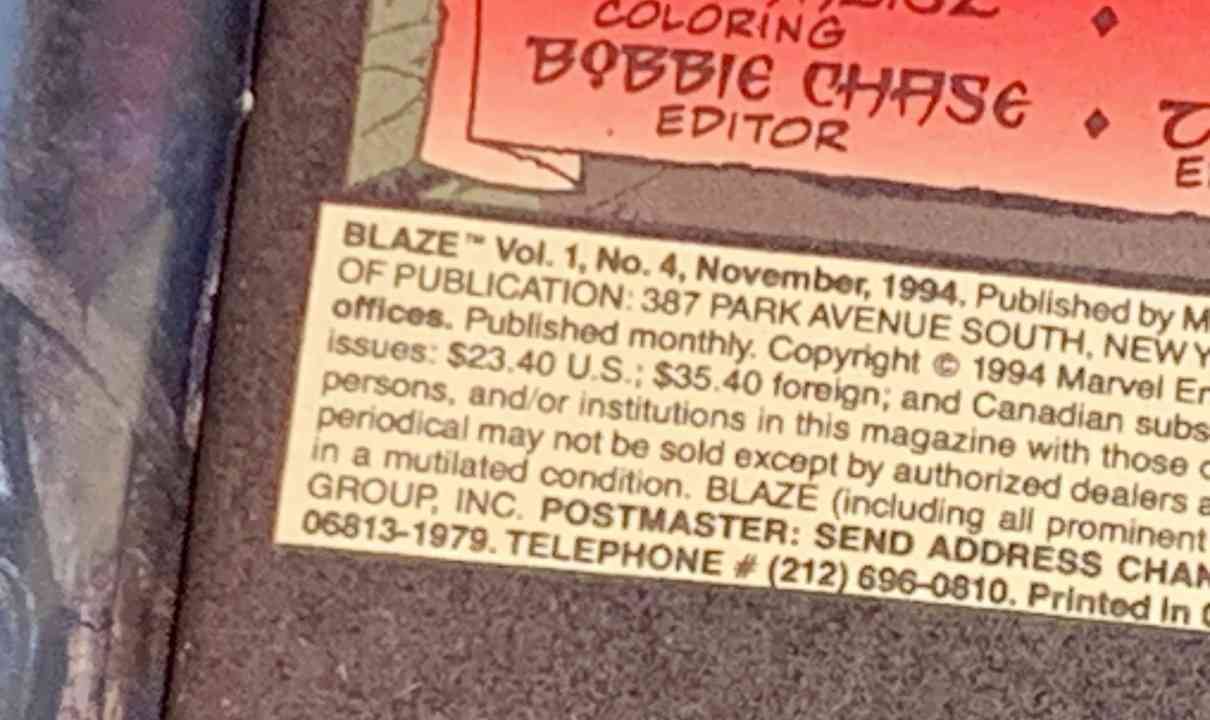 COLORING
BOBBIE CHASE
EDITOR
BLAZE™ Vol. 1, No. 4, November, 1994. Published by M
OF PUBLICATION: 387 PARK AVENUE SOUTH, NEW Y
offices. Published monthly. Copyright © 1994 Marvel En
issues: $23.40 U.S.; $35.40 foreign; and Canadian subs
persons, and/or institutions in this magazine with those o
periodical may not be sold except by authorized dealers a
in a mutilated condition. BLAZE (including all prominent
GROUP, INC. POSTMASTER: SEND ADDRESS CHAN
06813-1979. TELEPHONE # (212) 696-0810. Printed in C